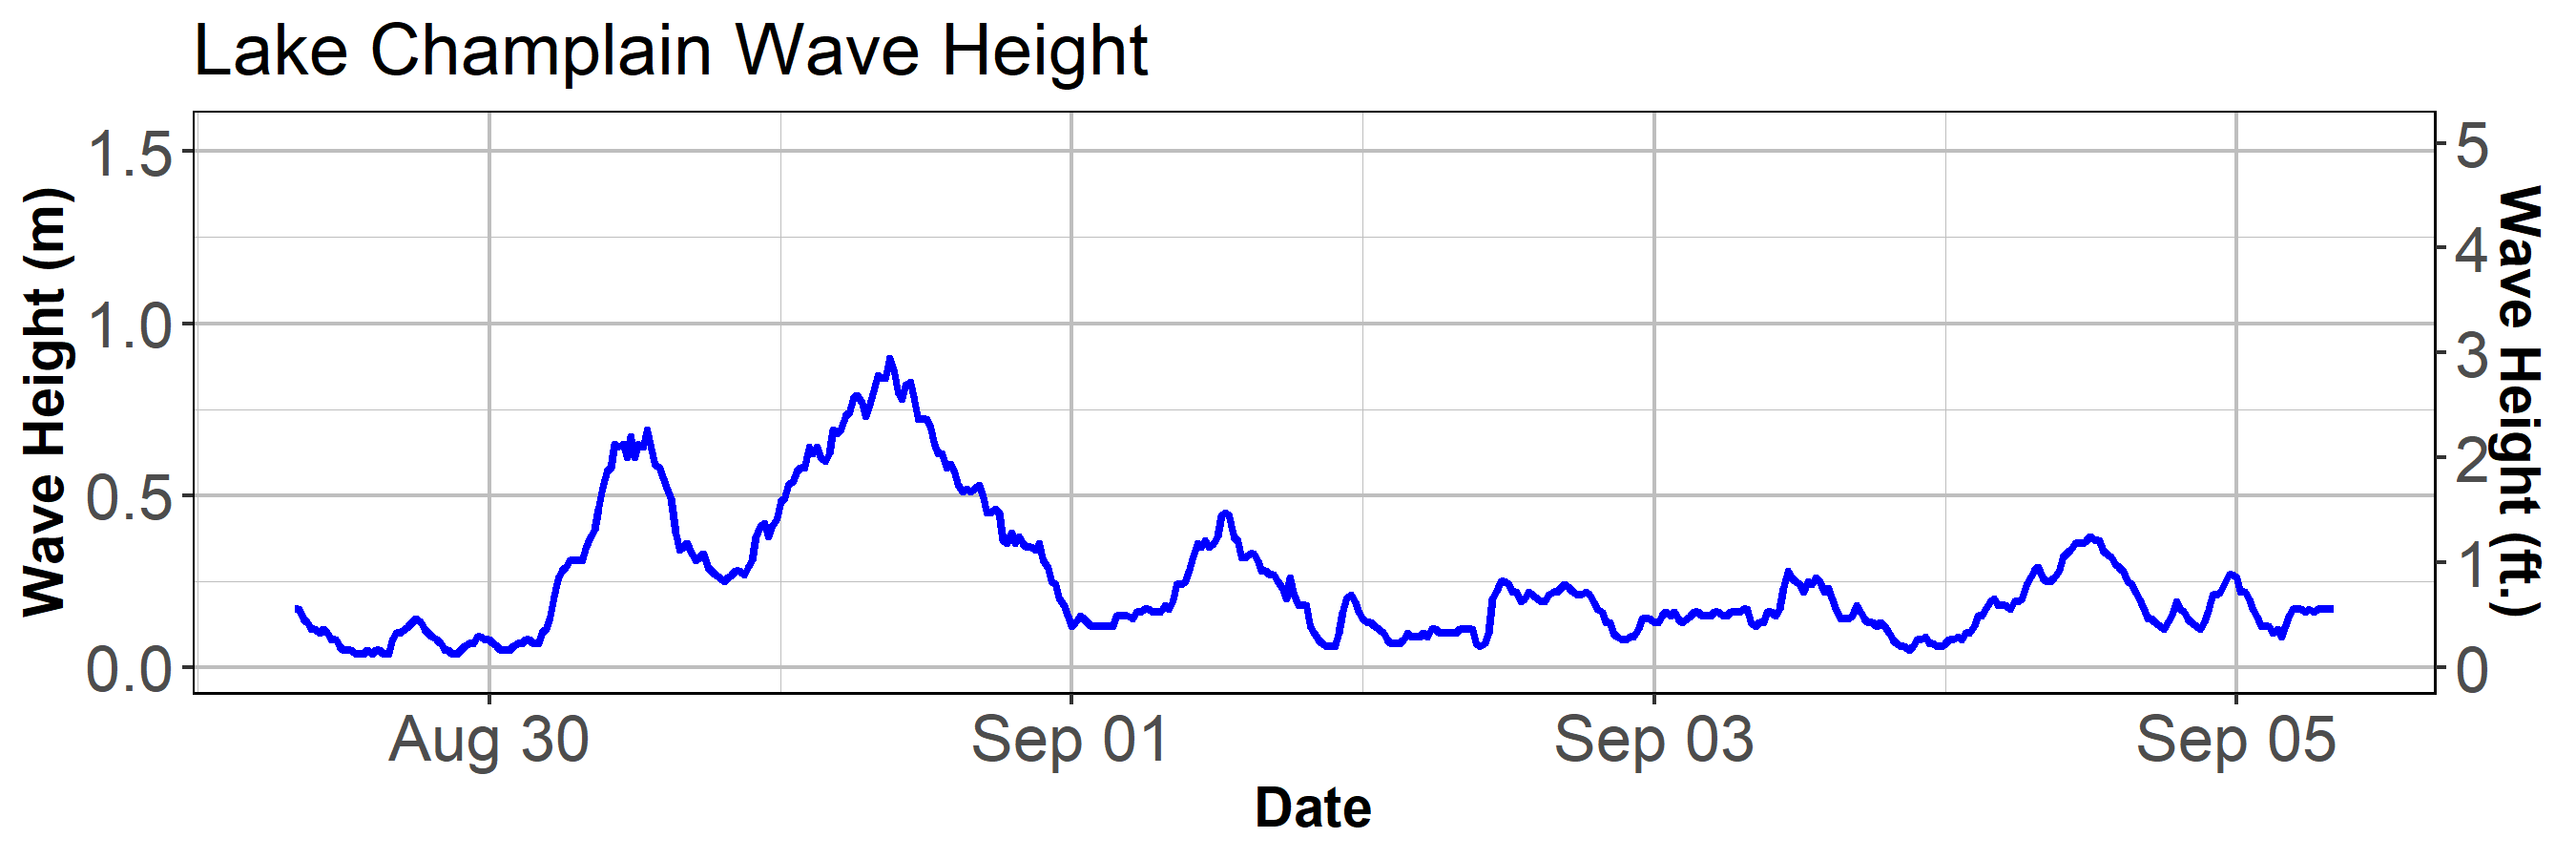 Lake Champlain Wave Height
Wave Height (m)
1.5
1.0
0.5
0.0
5
4
3
2
1
0
Wave Height (ft.)
Aug 30
Sep 01
Sep 03
Sep 05
Date